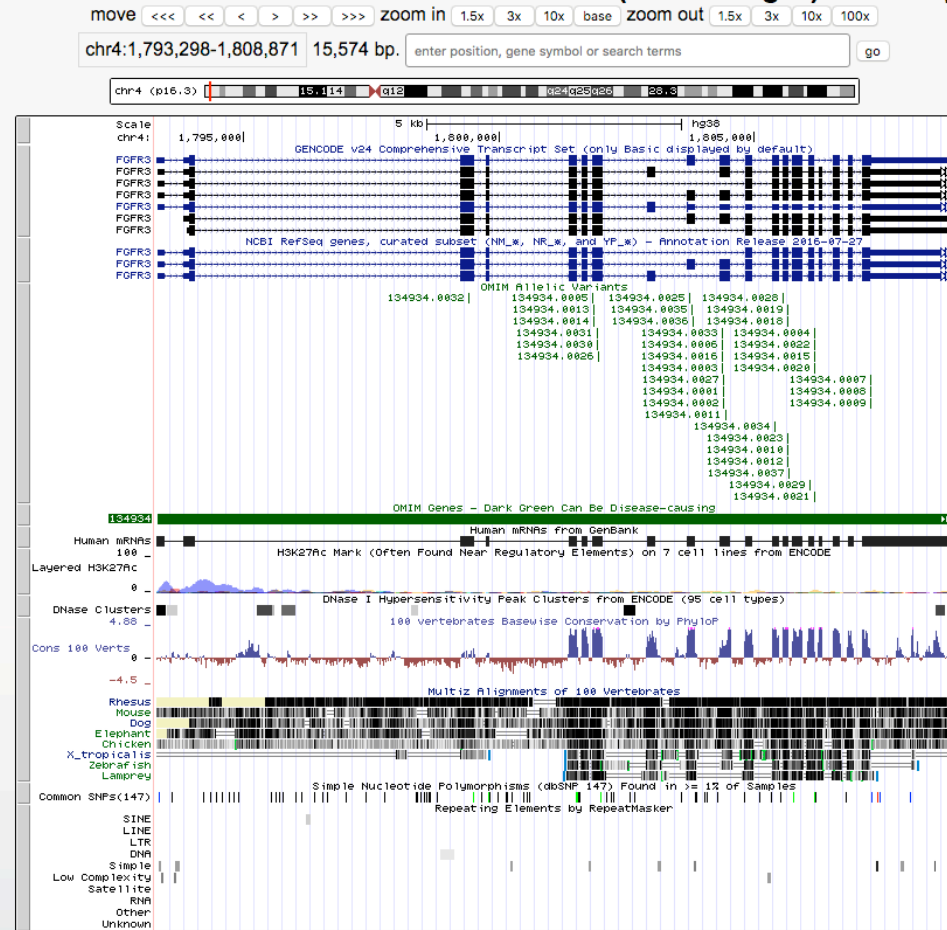 move <<< << < > >> >>> zoom in 1.5x 3x 10x base zoom out 1.5x 3x 10x 100x
chr4:1,793,298-1,808,871 15,574 bp. enter position, gene symbol or search terms go
chr4 (p16.3) 15.1 14 q12 q24 q25 q26 28.3
Scale 5 kb hg38
chr4: 1,795,000 1,800,000 1,805,000
GENCODE v24 Comprehensive Transcript Set (only Basic displayed by default)
FGFR3
FGFR3
FGFR3
FGFR3
FGFR3
FGFR3
FGFR3
NCBI RefSeq genes, curated subset (NM_*, NR_*, and YP_*) - Annotation Release 2016-07-27
FGFR3
FGFR3
FGFR3
OMIM Allelic Variants
134934.0032 134934.0005 134934.0025 134934.0028
134934.0013 134934.0035 134934.0019
134934.0014 134934.0036 134934.0018
134934.0031 134934.0033 134934.0004
134934.0030 134934.0006 134934.0022
134934.0026 134934.0016 134934.0015
134934.0003 134934.0020
134934.0027 134934.0007
134934.0001 134934.0008
134934.0002 134934.0009
134934.0011
134934.0034
134934.0023
134934.0010
134934.0012
134934.0037
134934.0029
134934.0021
OMIM Genes - Dark Green Can Be Disease-causing
134934
Human mRNAs from GenBank
Human mRNAs
100 _ H3K27Ac Mark (Often Found Near Regulatory Elements) on 7 cell lines from ENCODE
Layered H3K27Ac
0 _
DNase I Hypersensitivity Peak Clusters from ENCODE (95 cell types)
DNase Clusters
4.88 _ 100 vertebrates Basewise Conservation by PhyloP
Cons 100 Verts 0 -
-4.5 _
Multiz Alignments of 100 Vertebrates
Rhesus
Mouse
Dog
Elephant
Chicken
X_tropicalis
Zebrafish
Lamprey
Simple Nucleotide Polymorphisms (dbSNP 147) Found in >= 1% of Samples
Common SNPs(147)
Repeating Elements by RepeatMasker
SINE
LINE
LTR
DNA
Simple
Low Complexity
Satellite
RNA
Other
Unknown